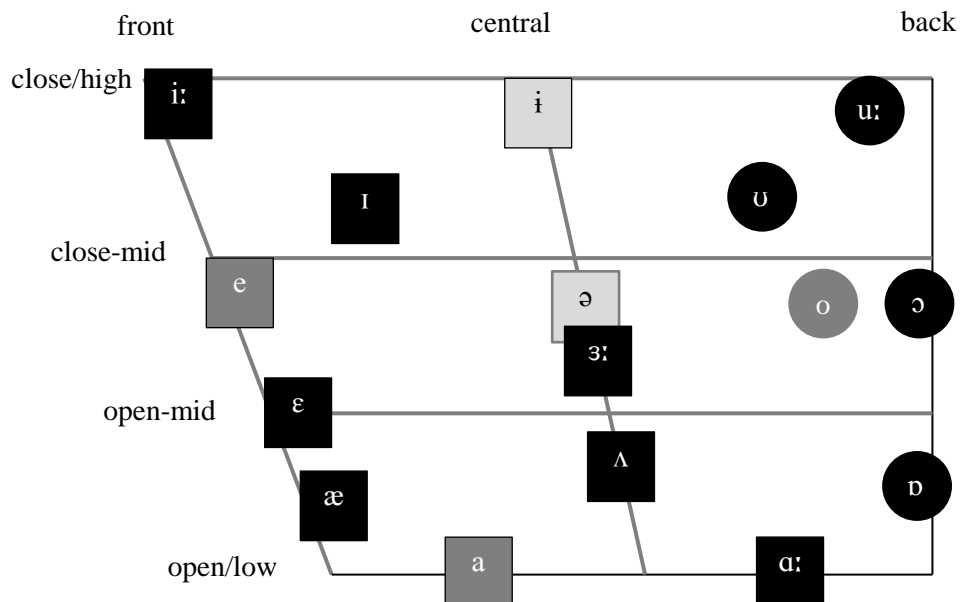 front central back
close/high iː ɨ uː
ɪ ʊ
close-mid
e ə o ɔ
ɜː
ɛ
open-mid
ʌ
æ ɒ
open/low a ɑː